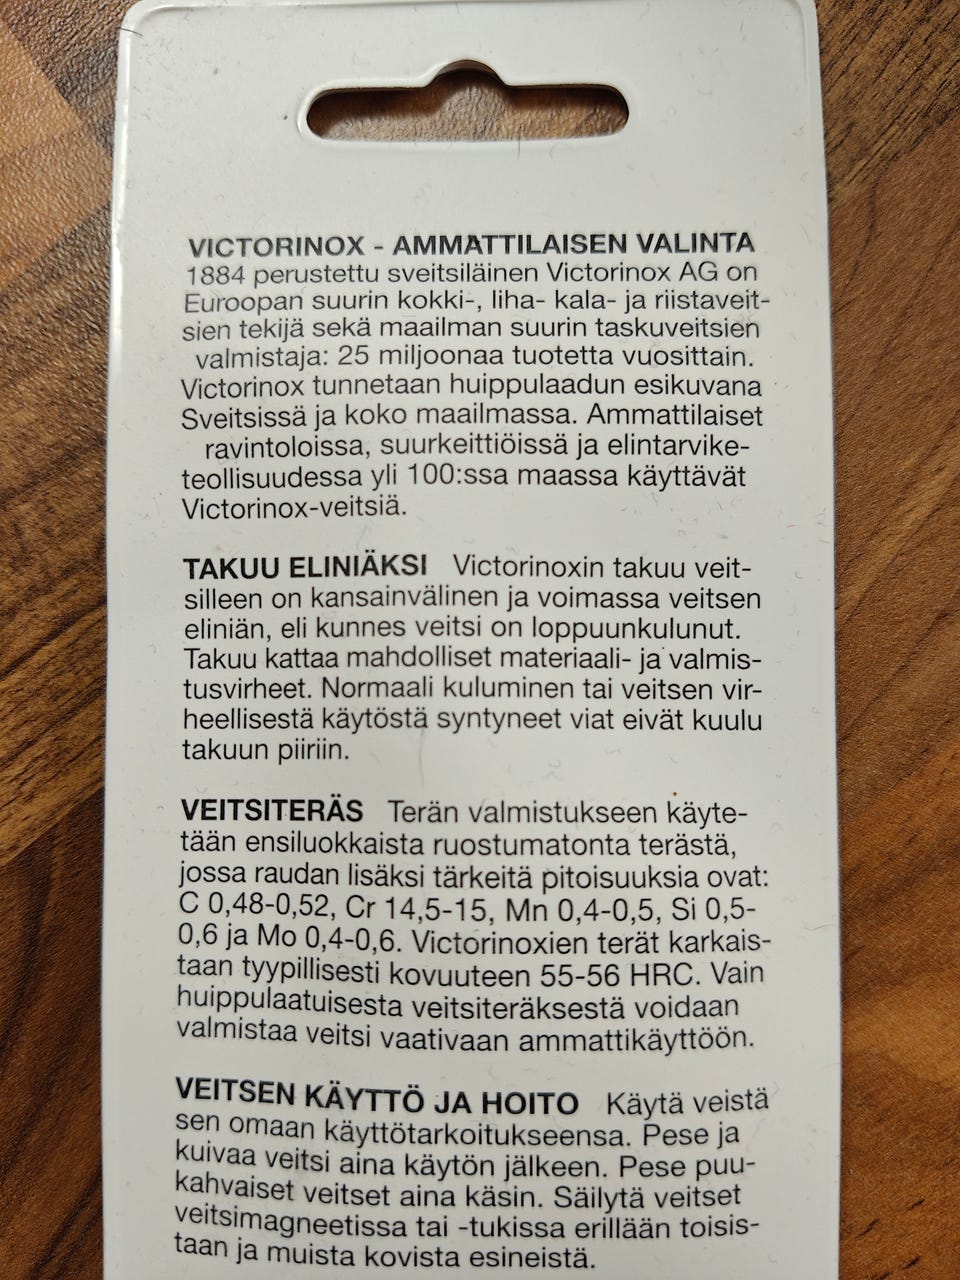 VICTORINOX - AMMATTILAISEN VALINTA
1884 perustettu sveitsiläinen Victorinox AG on
Euroopan suurin kokki-, liha- kala- ja riistaveit-
sien tekijä sekä maailman suurin taskuveitsien
valmistaja: 25 miljoonaa tuotetta vuosittain.
Victorinox tunnetaan huippulaadun esikuvana
Sveitsissä ja koko maailmassa. Ammattilaiset
ravintoloissa, suurkeittiöissä ja elintarvike-
teollisuudessa yli 100:ssa maassa käyttävät
Victorinox-veitsiä.
TAKUU ELINIÄKSI Victorinoxin takuu veit-
silleen on kansainvälinen ja voimassa veitsen
eliniän, eli kunnes veitsi on loppuunkulunut.
Takuu kattaa mahdolliset materiaali- ja valmis-
tusvirheet. Normaali kuluminen tai veitsen vir-
heellisestä käytöstä syntyneet viat eivät kuulu
takuun piiriin.
VEITSITERÄS Terän valmistukseen käyte-
tään ensiluokkaista ruostumatonta terästä,
jossa raudan lisäksi tärkeitä pitoisuuksia ovat:
C 0,48-0,52, Cr 14,5-15, Mn 0,4-0,5, Si 0,5-
0,6 ja Mo 0,4-0,6. Victorinoxien terät karkais-
taan tyypillisesti kovuuteen 55-56 HRC. Vain
huippulaatuisesta veitsiteräksestä voidaan
valmistaa veitsi vaativaan ammattikäyttöön.
VEITSEN KÄYTTÖ JA HOITO Käytä veistä
sen omaan käyttötarkoitukseensa. Pese ja
kuivaa veitsi aina käytön jälkeen. Pese puu-
kahvaiset veitset aina käsin. Säilytä veitset
veitsimagneetissa tai -tukissa erillään toisis-
taan ja muista kovista esineistä.